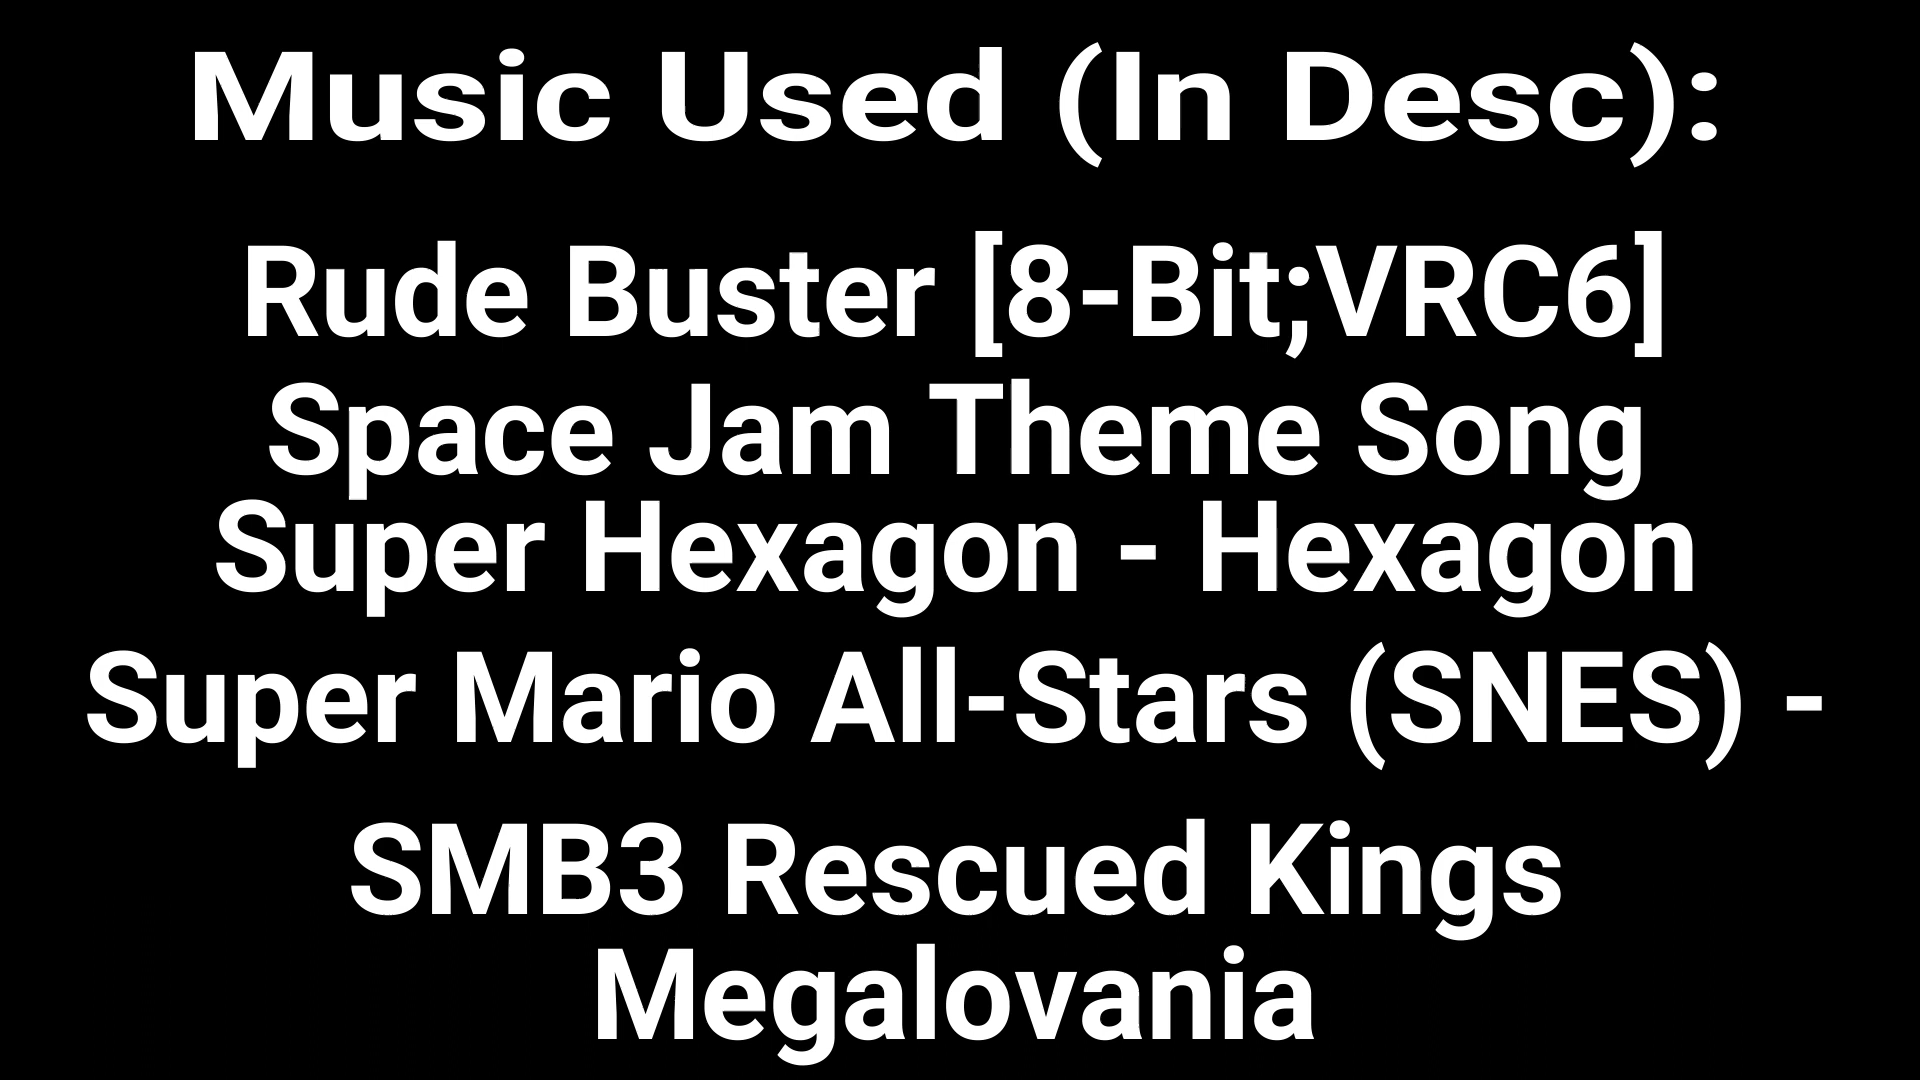 Music Used (In Desc):
Rude Buster [8-Bit;VRC6]
Space Jam Theme Song
Super Hexagon - Hexagon
Super Mario All-Stars (SNES) -
SMB3 Rescued Kings
Megalovania